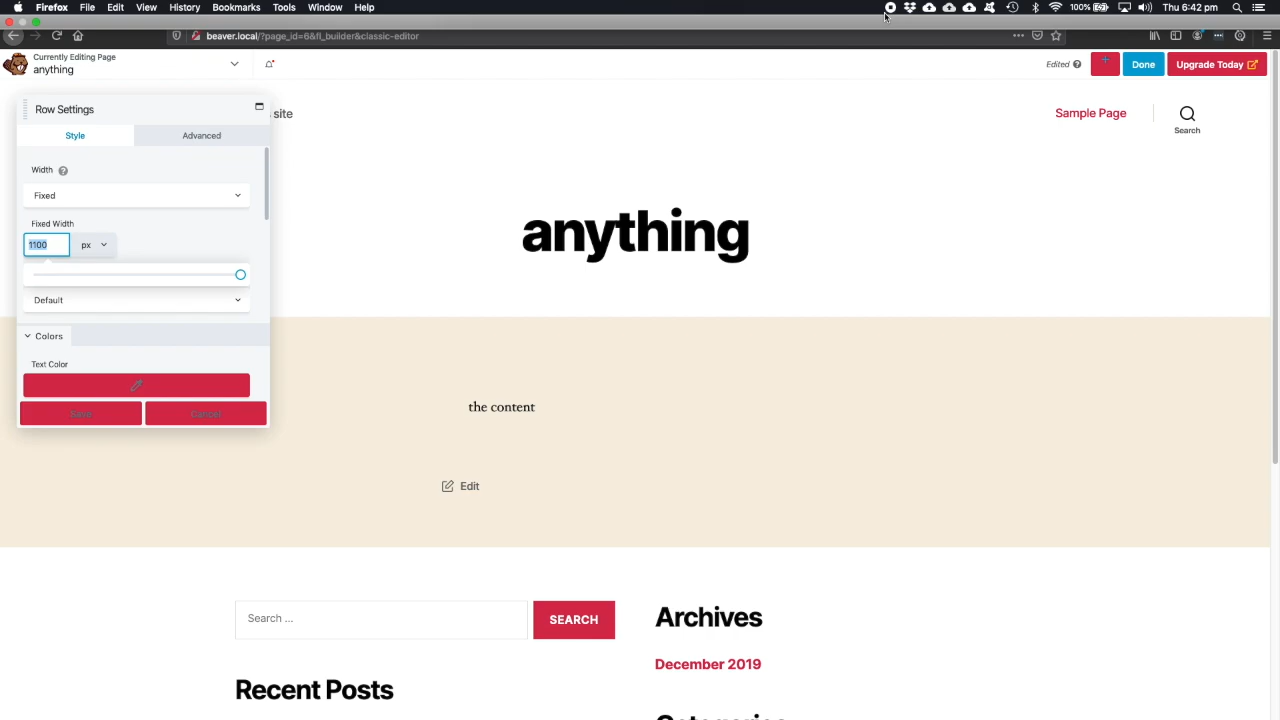 Firefox File Edit View History Bookmarks Tools Window Help 100% Thu 6:42 pm
beaver.local/?page_id=6&fl_builder&classic-editor
Currently Editing Page
anything
Edited ? + Done Upgrade Today
Row Settings
site
Sample Page
Search
Style Advanced
Width ?
Fixed
Fixed Width
1100 px
Default
Colors
Text Color
Save Cancel
anything
the content
Edit
Search … SEARCH
Archives
December 2019
Recent Posts
Categories